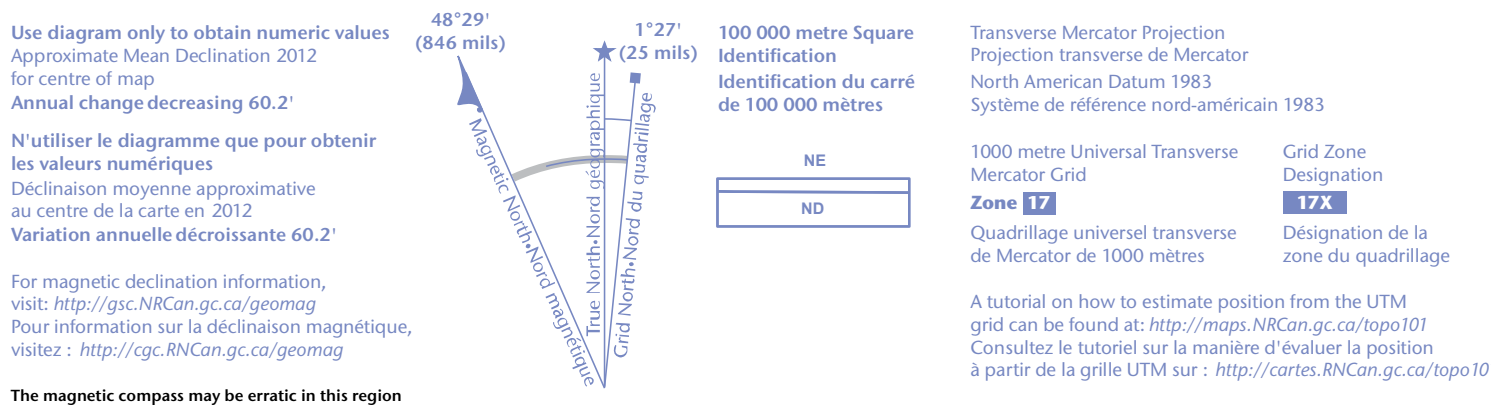 Use diagram only to obtain numeric values
Approximate Mean Declination 2012
for centre of map
Annual change decreasing 60.2'
N'utiliser le diagramme que pour obtenir
les valeurs numériques
Déclinaison moyenne approximative
au centre de la carte en 2012
Variation annuelle décroissante 60.2'
For magnetic declination information,
visit: http://gsc.NRCan.gc.ca/geomag
Pour information sur la déclinaison magnétique,
visitez : http://cgc.RNCan.gc.ca/geomag
The magnetic compass may be erratic in this region
48°29'
(846 mils)
1°27'
(25 mils)
Magnetic North•Nord magnétique
True North•Nord géographique
Grid North•Nord du quadrillage
100 000 metre Square
Identification
Identification du carré
de 100 000 mètres
NE
ND
Transverse Mercator Projection
Projection transverse de Mercator
North American Datum 1983
Système de référence nord-américain 1983
1000 metre Universal Transverse
Mercator Grid
Zone 17
Quadrillage universel transverse
de Mercator de 1000 mètres
Grid Zone
Designation
17X
Désignation de la
zone du quadrillage
A tutorial on how to estimate position from the UTM
grid can be found at: http://maps.NRCan.gc.ca/topo101
Consultez le tutoriel sur la manière d'évaluer la position
à partir de la grille UTM sur : http://cartes.RNCan.gc.ca/topo10